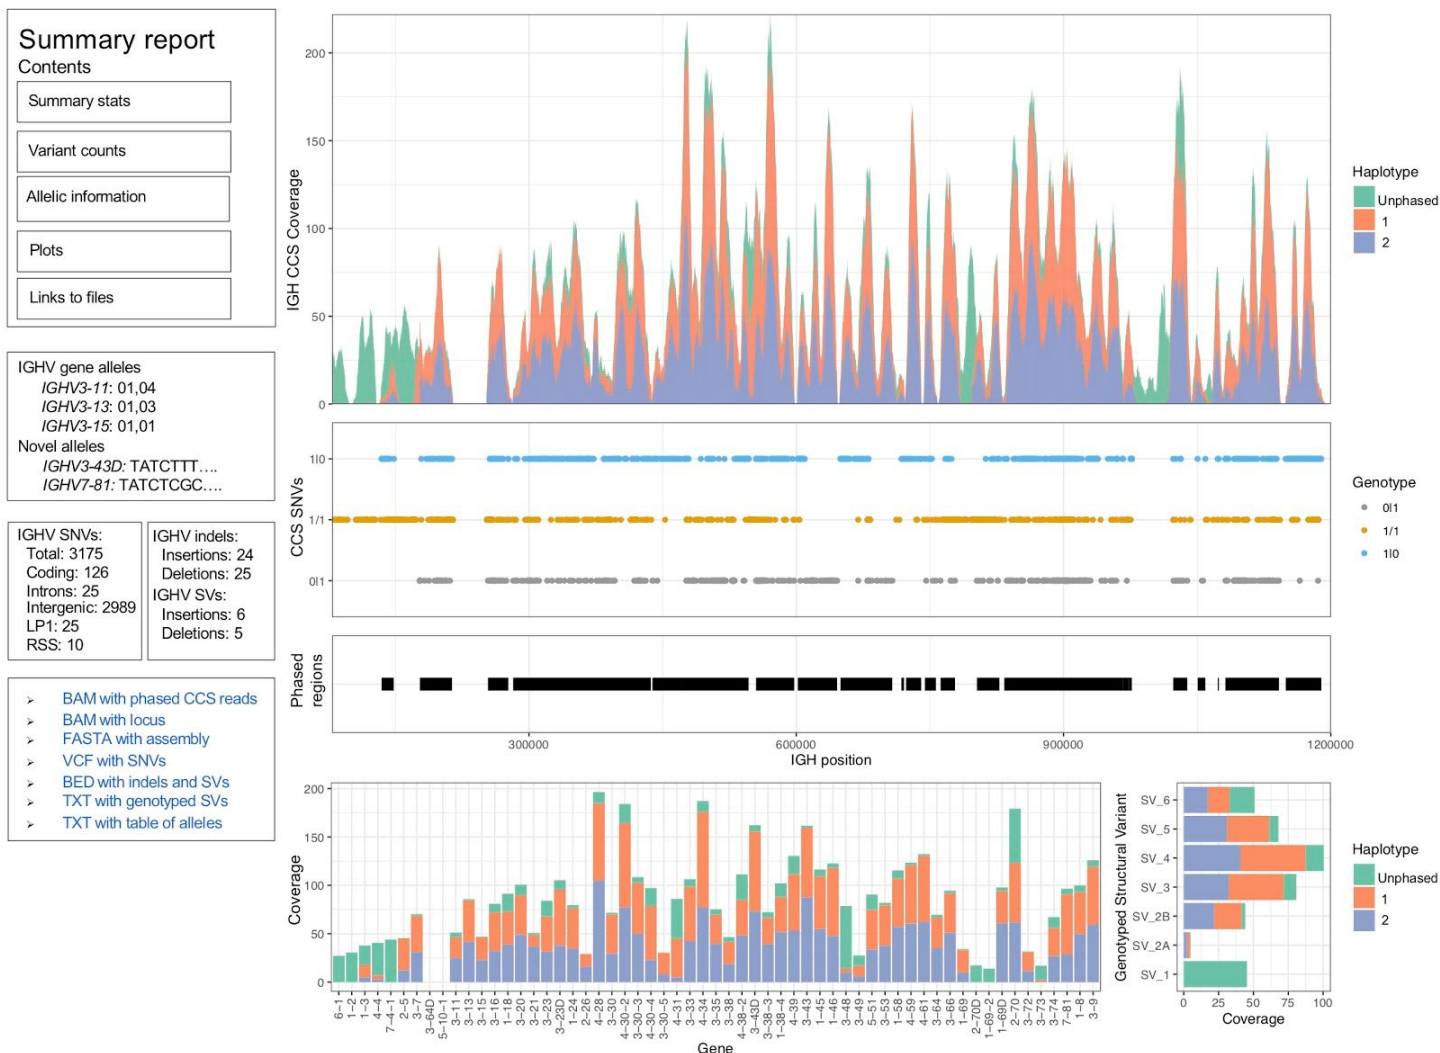 Summary report
Contents
Summary stats
Variant counts
Allelic information
Plots
Links to files
IGHV gene alleles
IGHV3-11: 01,04
IGHV3-13: 01,03
IGHV3-15: 01,01
Novel alleles
IGHV3-43D: TATCTTT....
IGHV7-81: TATCTCGC....
IGHV SNVs:
Total: 3175
Coding: 126
Introns: 25
Intergenic: 2989
LP1: 25
RSS: 10
IGHV indels:
Insertions: 24
Deletions: 25
IGHV SVs:
Insertions: 6
Deletions: 5
BAM with phased CCS reads
BAM with locus
FASTA with assembly
VCF with SNVs
BED with indels and SVs
TXT with genotyped SVs
TXT with table of alleles
IGH CCS Coverage
200
150
100
50
0
Haplotype
Unphased
1
2
CCS SNVs
1|0
1/1
0|1
Genotype
0|1
1/1
1|0
Phased
regions
300000
600000
900000
1200000
IGH position
Coverage
200
150
100
50
0
6-1
1-2
1-3
4-4
7-4-1
2-5
3-7
3-64D
5-10-1
3-11
3-13
3-15
3-16
1-18
3-20
3-21
3-23
3-23D
1-24
2-26
4-28
3-30
4-30-2
3-30-3
4-30-4
3-30-5
4-31
3-33
4-34
3-35
3-38
4-38-2
3-43D
3-38-3
1-38-4
4-39
3-43
1-45
1-46
3-48
3-49
5-51
3-53
1-58
4-59
4-61
3-64
3-66
1-69
2-70D
1-69-2
1-69D
2-70
3-72
3-73
3-74
7-81
1-8
3-9
Gene
Genotyped Structural Variant
SV_6
SV_5
SV_4
SV_3
SV_2B
SV_2A
SV_1
0
25
50
75
100
Coverage
Haplotype
Unphased
1
2